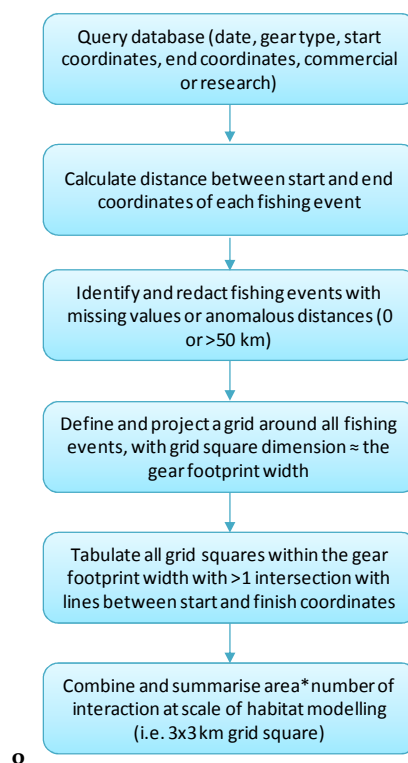 Query database (date, gear type, start
coordinates, end coordinates, commercial
or research)
Calculate distance between start and end
coordinates of each fishing event
Identify and redact fishing events with
missing values or anomalous distances (0
or >50 km)
Define and project a grid around all fishing
events, with grid square dimension ≈ the
gear footprint width
Tabulate all grid squares within the gear
footprint width with >1 intersection with
lines between start and finish coordinates
Combine and summarise area*number of
interaction at scale of habitat modelling
(i.e. 3x3 km grid square)